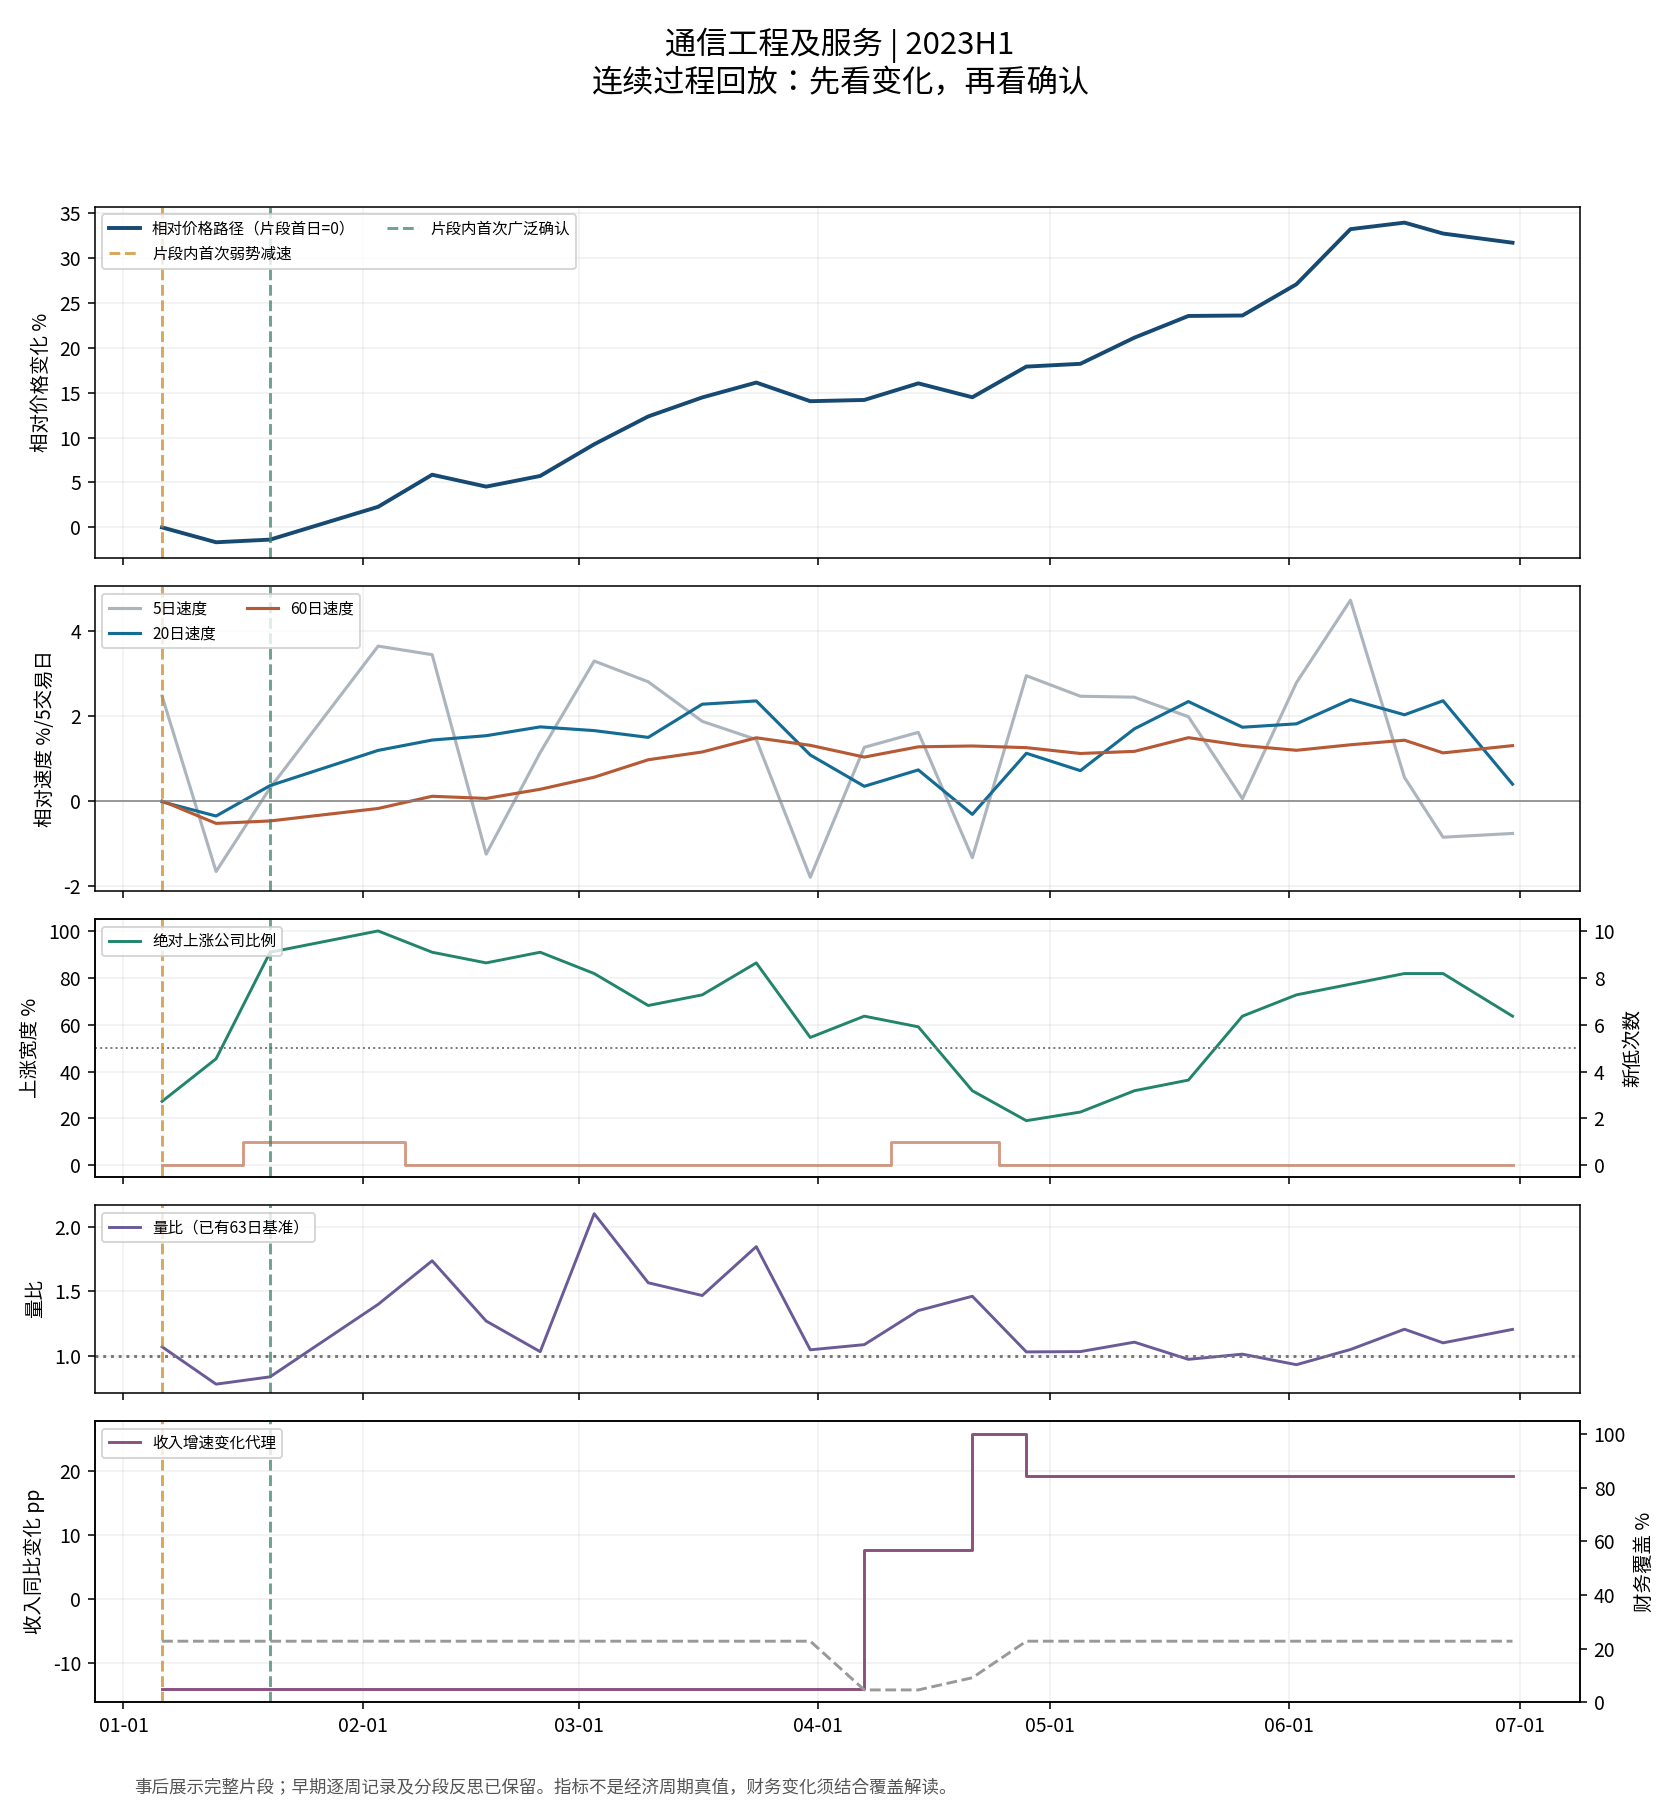 通信工程及服务 | 2023H1
连续过程回放：先看变化，再看确认
相对价格路径（片段首日=0）
片段内首次弱势减速
片段内首次广泛确认
相对价格变化 %
35
30
25
20
15
10
5
0
5日速度
20日速度
60日速度
相对速度 %/5交易日
4
2
0
-2
绝对上涨公司比例
上涨宽度 %
100
80
60
40
20
0
新低次数
10
8
6
4
2
0
量比（已有63日基准）
量比
2.0
1.5
1.0
收入增速变化代理
收入同比变化 pp
20
10
0
-10
财务覆盖 %
100
80
60
40
20
0
01-01
02-01
03-01
04-01
05-01
06-01
07-01
事后展示完整片段；早期逐周记录及分段反思已保留。指标不是经济周期真值，财务变化须结合覆盖解读。